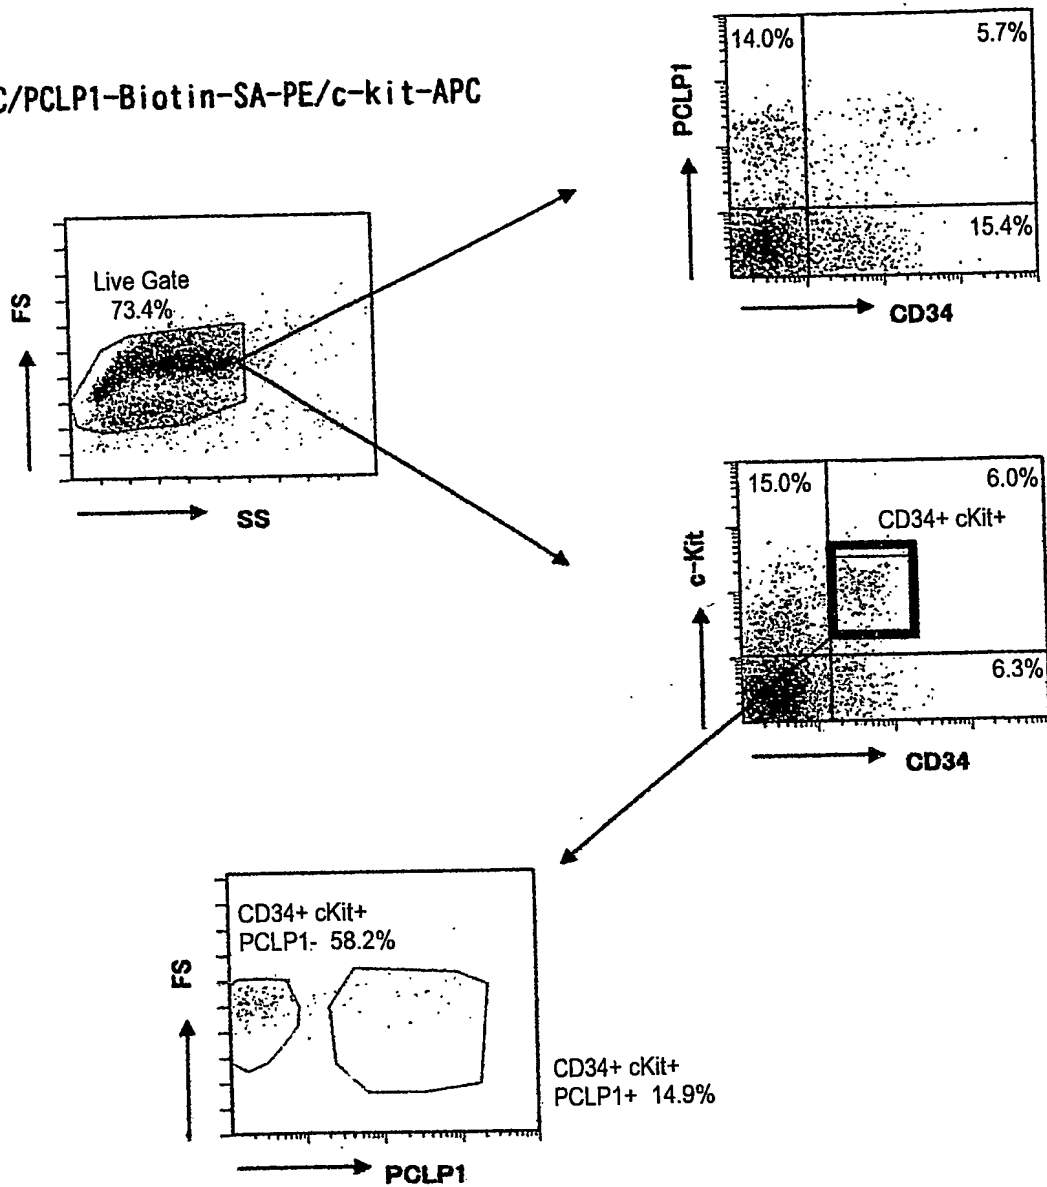 C/PCLP1-Biotin-SA-PE/c-kit-APC
14.0%
5.7%
PCLP1
15.4%
CD34
Live Gate
73.4%
FS
SS
15.0%
6.0%
CD34+ cKit+
c-Kit
6.3%
CD34
CD34+ cKit+
PCLP1- 58.2%
FS
CD34+ cKit+
PCLP1+ 14.9%
PCLP1